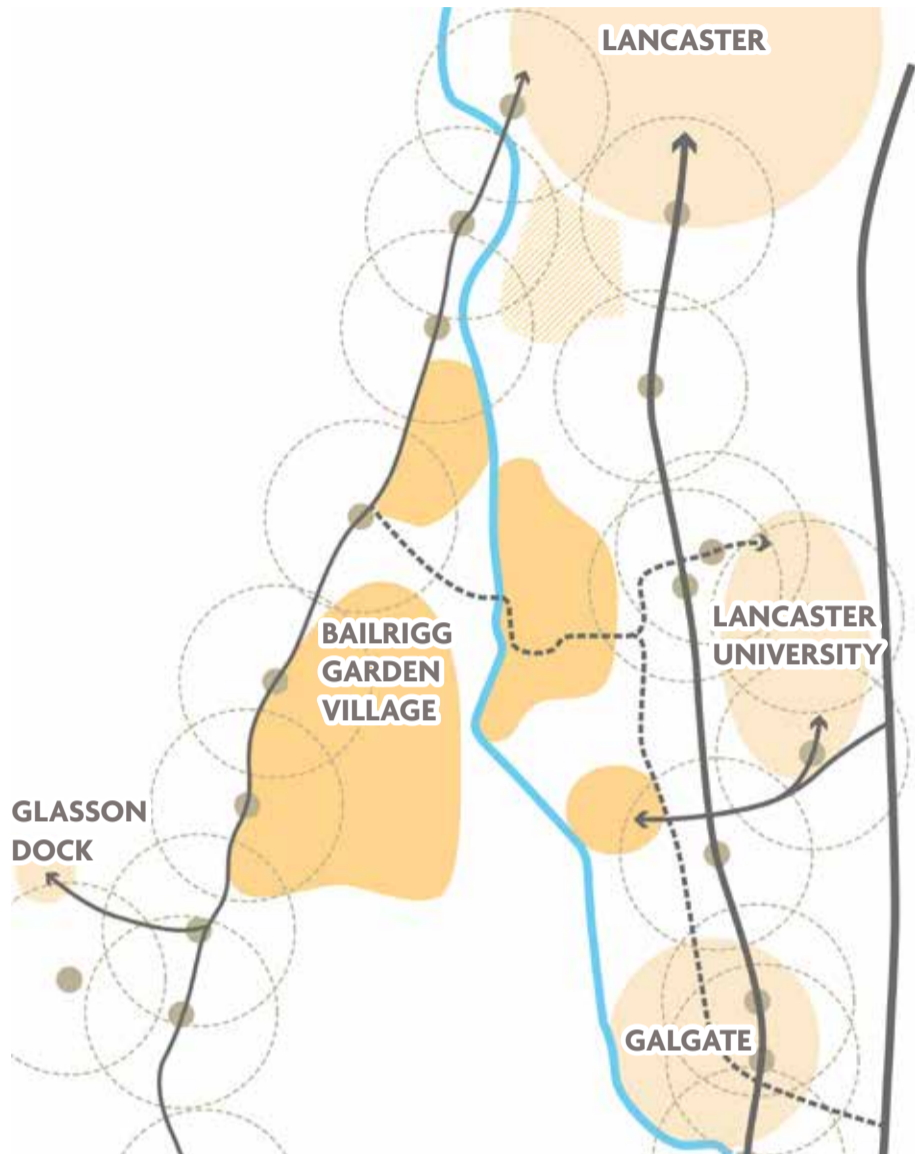 LANCASTER
LANCASTER
UNIVERSITY
BAILRIGG
GARDEN
VILLAGE
GLASSON
DOCK
GALGATE